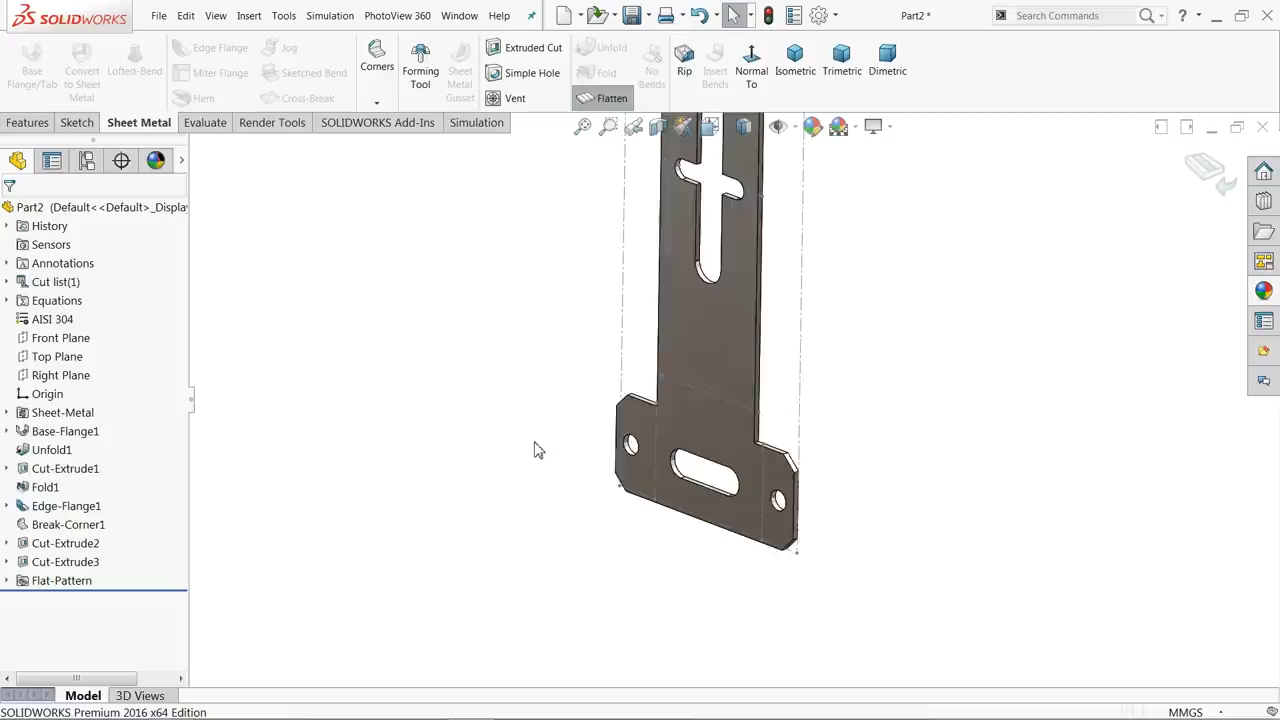 SOLIDWORKS
File Edit View Insert Tools Simulation PhotoView 360 Window Help
Part2 *
Search Commands
?
Base Flange/Tab
Convert to Sheet Metal
Lofted-Bend
Edge Flange
Miter Flange
Hem
Jog
Sketched Bend
Cross-Break
Corners
Forming Tool
Sheet Metal Gusset
Extruded Cut
Simple Hole
Vent
Unfold
Fold
Flatten
No Bends
Rip
Insert Bends
Normal To
Isometric
Trimetric
Dimetric
Features Sketch Sheet Metal Evaluate Render Tools SOLIDWORKS Add-Ins Simulation
Part2 (Default<<Default>_Displa
History
Sensors
Annotations
Cut list(1)
Equations
AISI 304
Front Plane
Top Plane
Right Plane
Origin
Sheet-Metal
Base-Flange1
Unfold1
Cut-Extrude1
Fold1
Edge-Flange1
Break-Corner1
Cut-Extrude2
Cut-Extrude3
Flat-Pattern
Model 3D Views
SOLIDWORKS Premium 2016 x64 Edition
MMGS